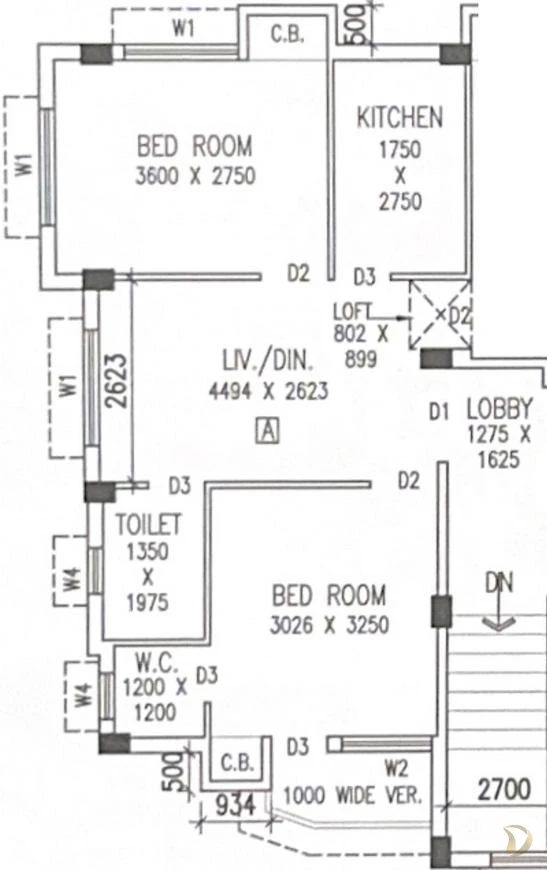 W1
C.B.
500
W1
BED ROOM
3600 X 2750
KITCHEN
1750
X
2750
D2
D3
LOFT
802 X
899
D2
W1
2623
LIV./DIN.
4494 X 2623
A
D1
LOBBY
1275 X
1625
D3
D2
TOILET
1350
X
1975
W4
BED ROOM
3026 X 3250
DN
W.C.
1200 X
1200
D3
W4
500
C.B.
D3
W2
1000 WIDE VER.
934
2700